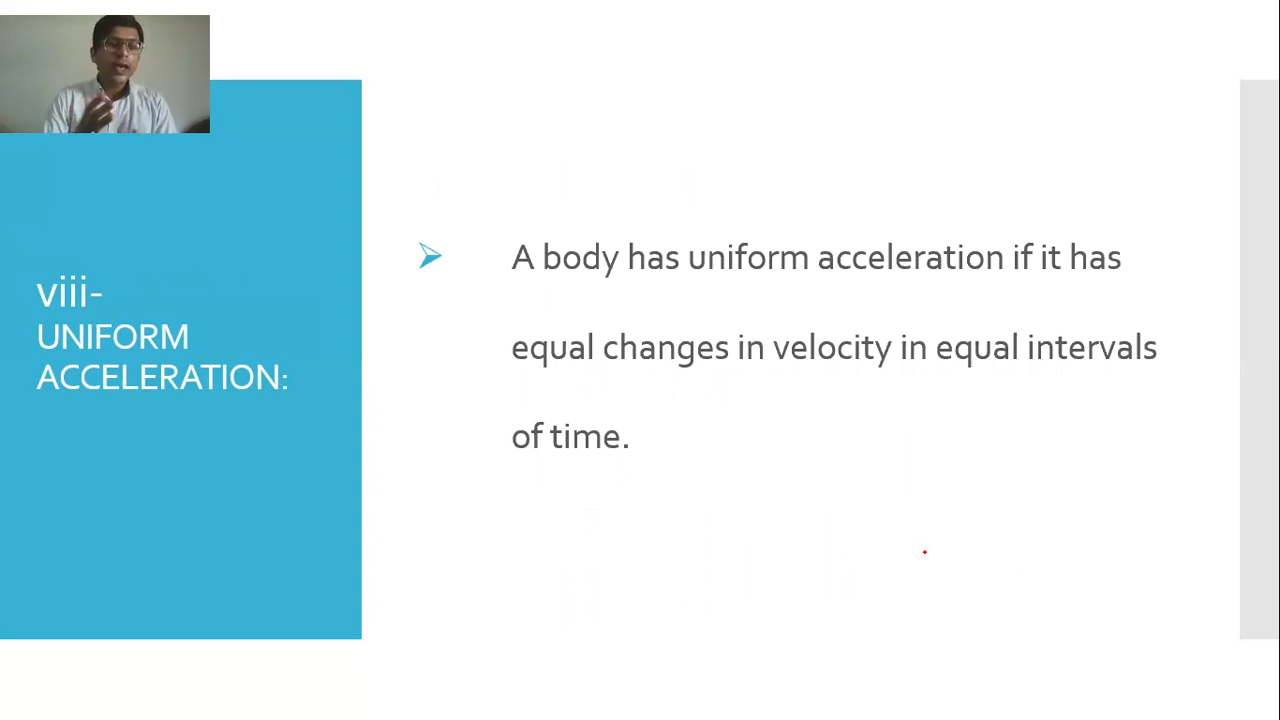 viii-
UNIFORM
ACCELERATION:
A body has uniform acceleration if it has
equal changes in velocity in equal intervals
of time.